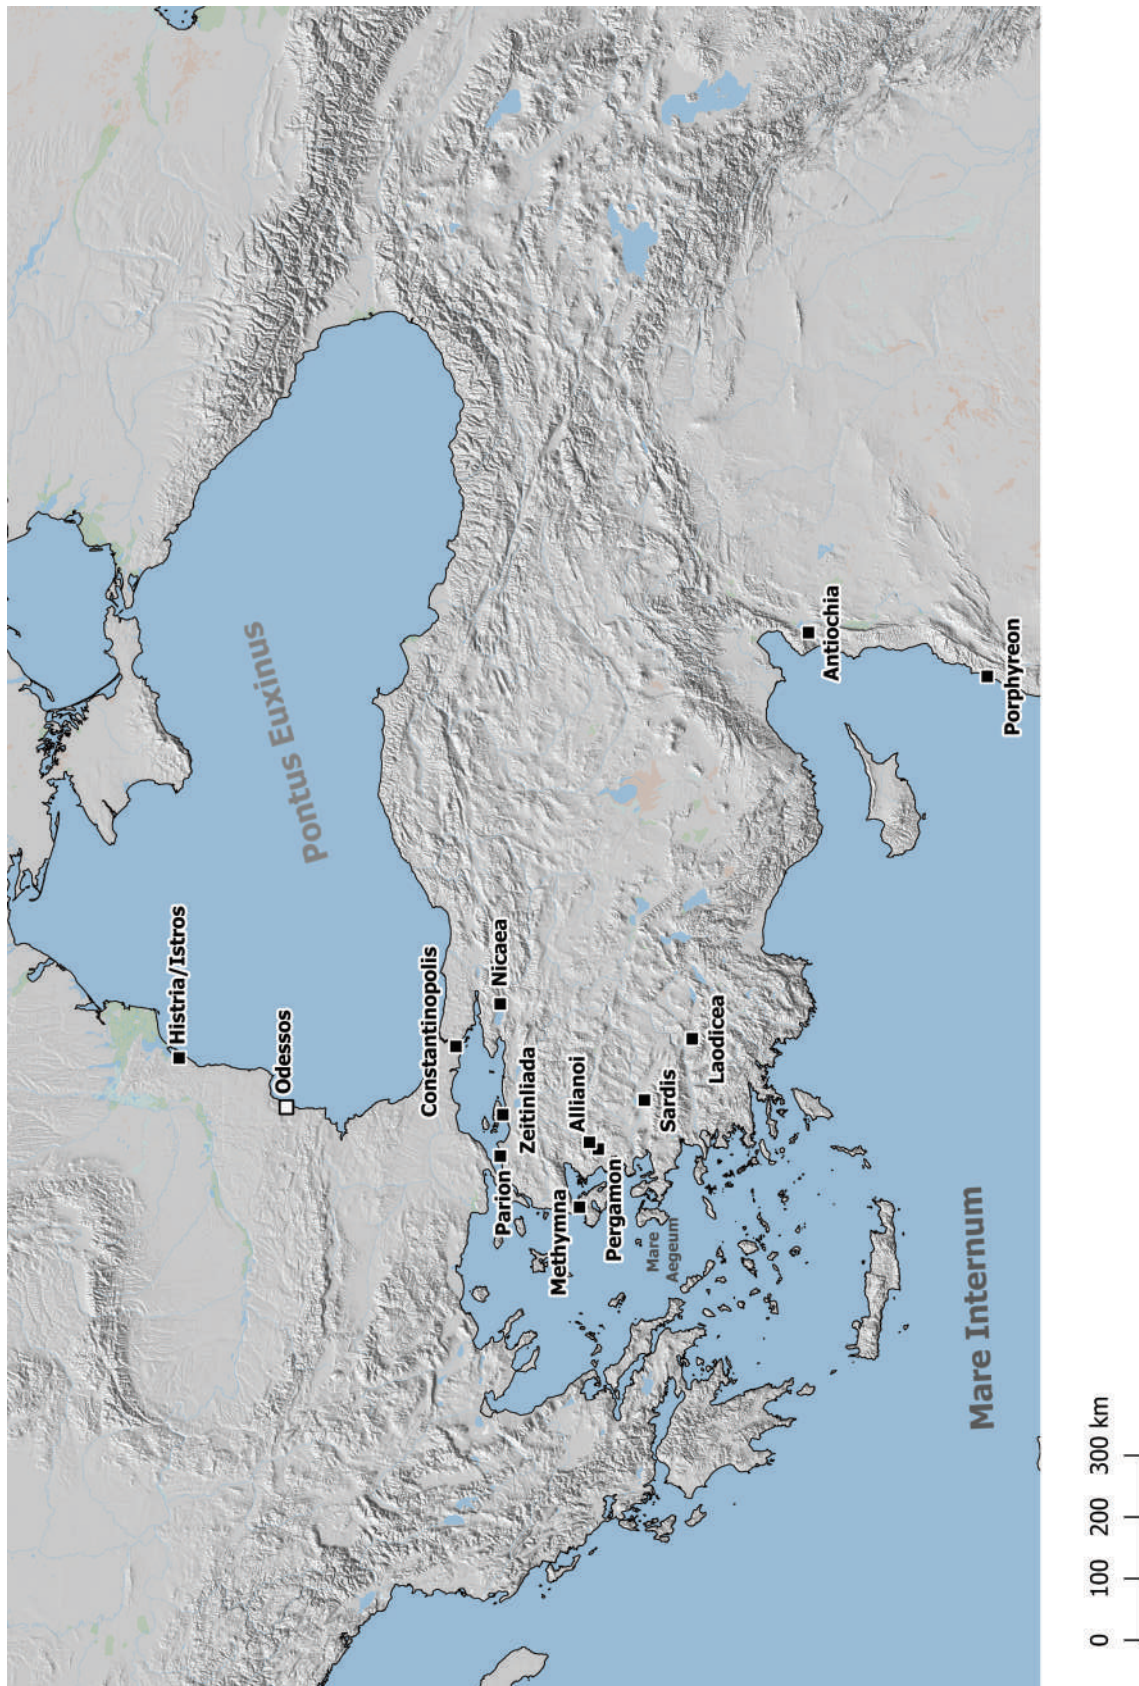 Histria/Istros
Odessos
Pontus Euxinus
Constantinopolis
Nicaea
Parion
Zeitinliada
Methymna
Allianoi
Pergamon
Sardis
Laodicea
Mare
Aegeum
Antiochia
Porphyreon
Mare Internum
0 100 200 300 km